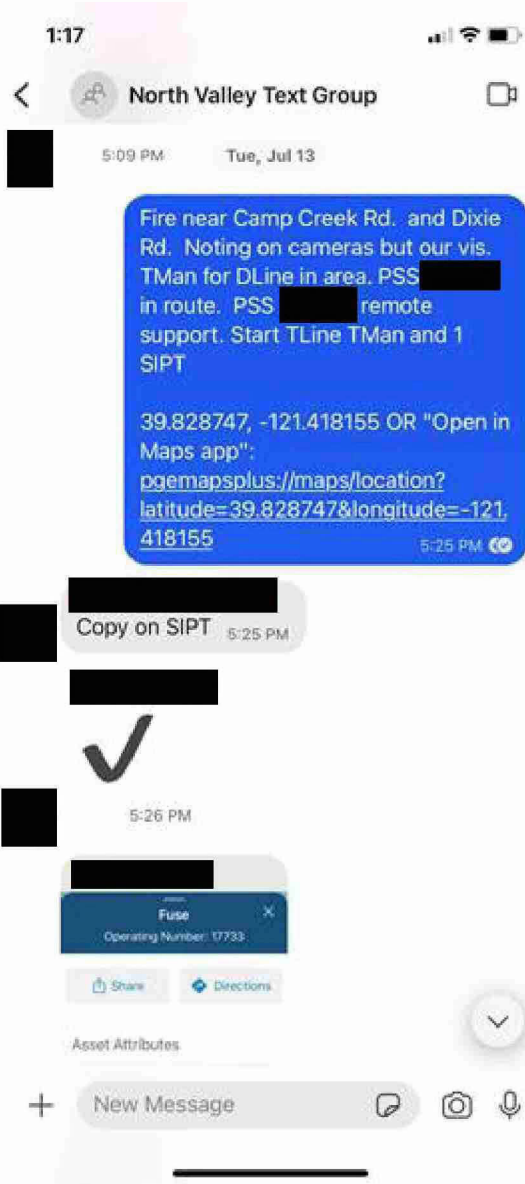 1:17
North Valley Text Group
5:09 PM
Tue, Jul 13
Fire near Camp Creek Rd. and Dixie
Rd. Noting on cameras but our vis.
TMan for DLine in area. PSS
in route. PSS remote
support. Start TLine TMan and 1
SIPT
39.828747, -121.418155 OR "Open in
Maps app":
pgemapsplus://maps/location?
latitude=39.828747&longitude=-121.
418155
5:25 PM
Copy on SIPT 5:25 PM
5:26 PM
Fuse
Operating Number: 17733
Share
Directions
Asset Attributes
New Message